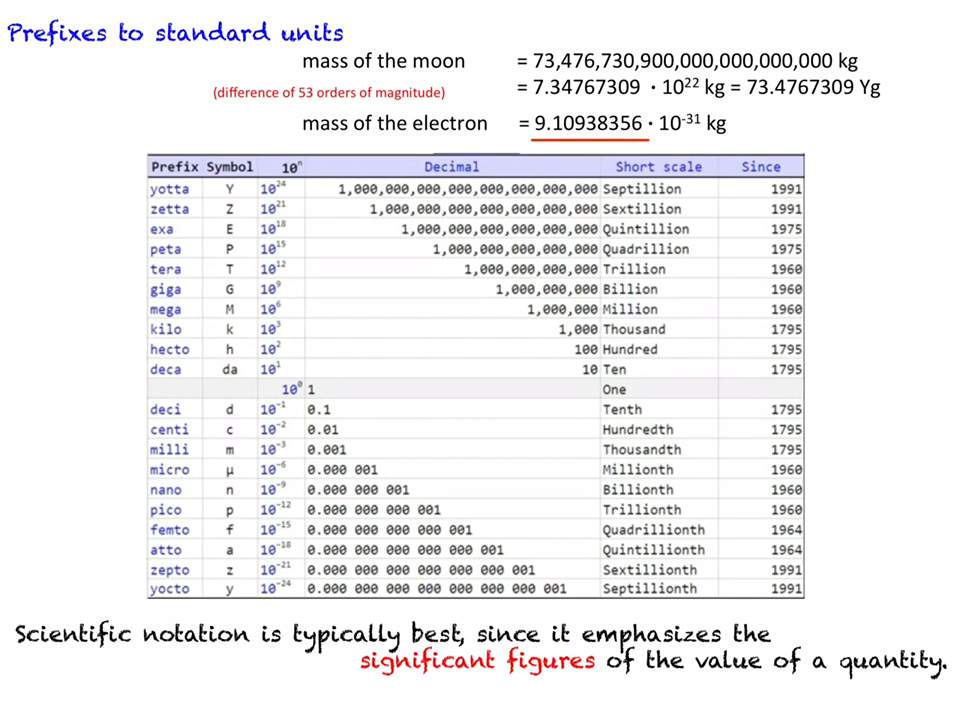 Prefixes to standard units
mass of the moon = 73,476,730,900,000,000,000,000 kg
(difference of 53 orders of magnitude) = 7.34767309 · 10²² kg = 73.4767309 Yg
mass of the electron = 9.10938356 · 10⁻³¹ kg
Prefix Symbol 10ⁿ Decimal Short scale Since
yotta Y 10²⁴ 1,000,000,000,000,000,000,000,000 Septillion 1991
zetta Z 10²¹ 1,000,000,000,000,000,000,000 Sextillion 1991
exa E 10¹⁸ 1,000,000,000,000,000,000 Quintillion 1975
peta P 10¹⁵ 1,000,000,000,000,000 Quadrillion 1975
tera T 10¹² 1,000,000,000,000 Trillion 1960
giga G 10⁹ 1,000,000,000 Billion 1960
mega M 10⁶ 1,000,000 Million 1960
kilo k 10³ 1,000 Thousand 1795
hecto h 10² 100 Hundred 1795
deca da 10¹ 10 Ten 1795
10⁰ 1 One
deci d 10⁻¹ 0.1 Tenth 1795
centi c 10⁻² 0.01 Hundredth 1795
milli m 10⁻³ 0.001 Thousandth 1795
micro μ 10⁻⁶ 0.000 001 Millionth 1960
nano n 10⁻⁹ 0.000 000 001 Billionth 1960
pico p 10⁻¹² 0.000 000 000 001 Trillionth 1960
femto f 10⁻¹⁵ 0.000 000 000 000 001 Quadrillionth 1964
atto a 10⁻¹⁸ 0.000 000 000 000 000 001 Quintillionth 1964
zepto z 10⁻²¹ 0.000 000 000 000 000 000 001 Sextillionth 1991
yocto y 10⁻²⁴ 0.000 000 000 000 000 000 000 001 Septillionth 1991
Scientific notation is typically best, since it emphasizes the
significant figures of the value of a quantity.